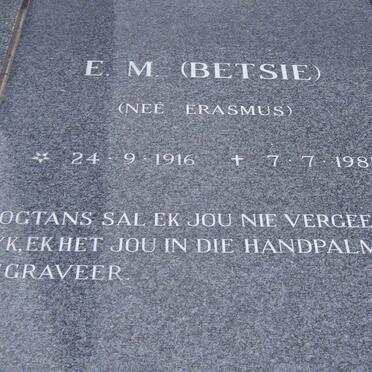 E. M. (BETSIE)
(NEÉ ERASMUS)
24·9·1916 ✝ 7·7·198
OGTANS SAL EK JOU NIE VERGEE
K, EK HET JOU IN DIE HANDPALM
GRAVEER.